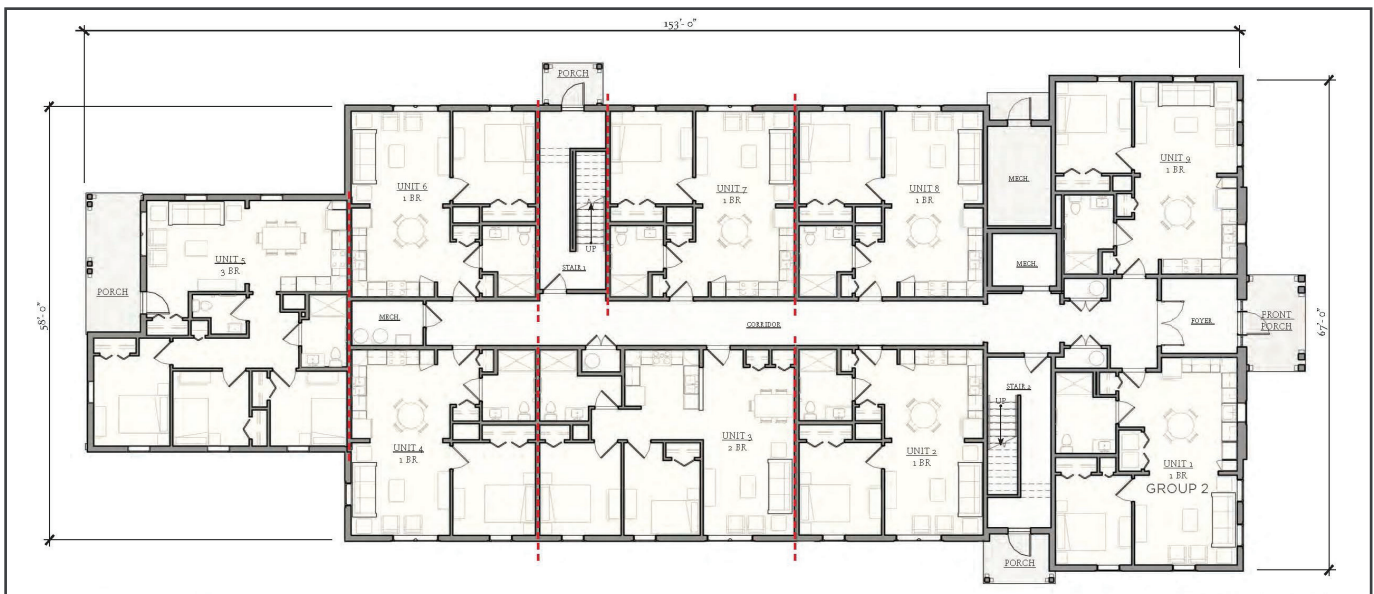 153'- 0"
PORCH
UNIT 6
1 BR
UNIT 7
1 BR
UNIT 8
1 BR
MECH.
UNIT 9
1 BR
UNIT 5
3 BR
PORCH
UP
STAIR 1
MECH.
58'- 0"
MECH.
CORRIDOR
FOYER
FRONT
PORCH
67'- 0"
UNIT 4
1 BR
UNIT 3
2 BR
UNIT 2
1 BR
STAIR 2
UP
UNIT 1
1 BR
GROUP 2
PORCH